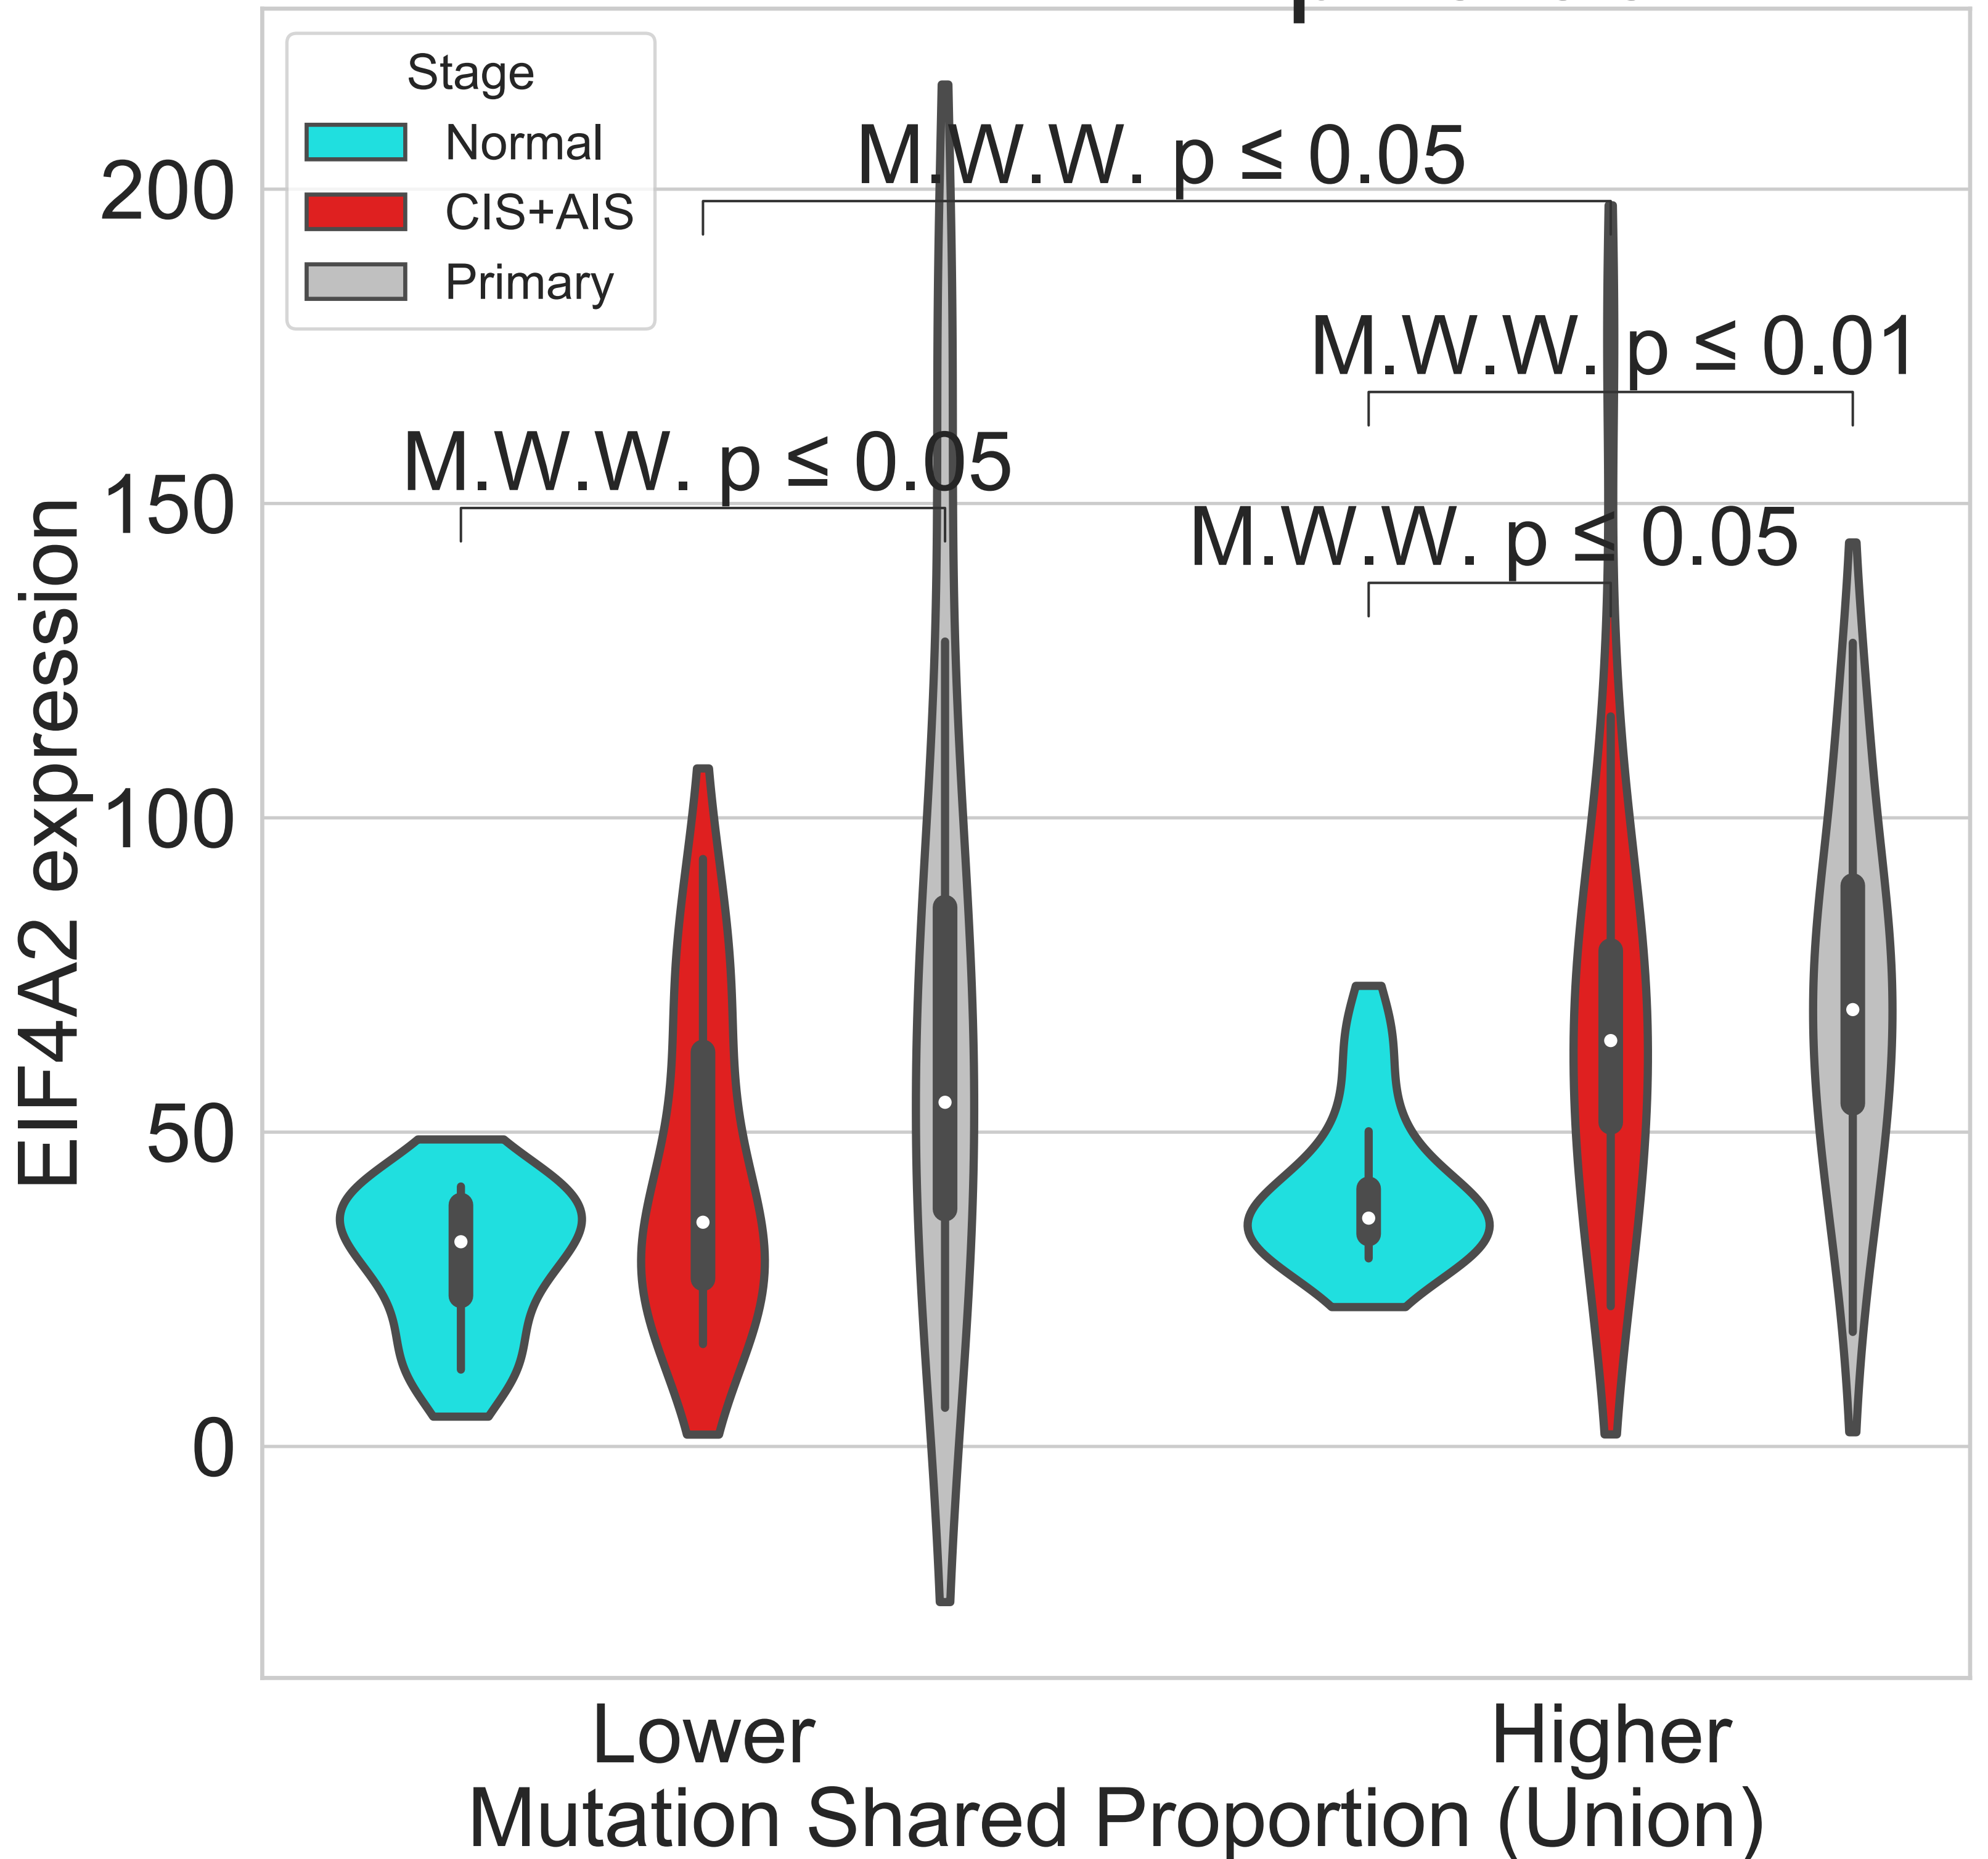 Stage
Normal
CIS+AIS
Primary
M.W.W. p ≤ 0.05
M.W.W. p ≤ 0.01
M.W.W. p ≤ 0.05
M.W.W. p ≤ 0.05
200
150
100
50
0
EIF4A2 expression
Lower
Higher
Mutation Shared Proportion (Union)